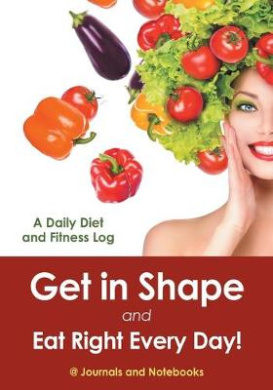 A Daily Diet
and Fitness Log
Get in Shape
and
Eat Right Every Day!
@ Journals and Notebooks